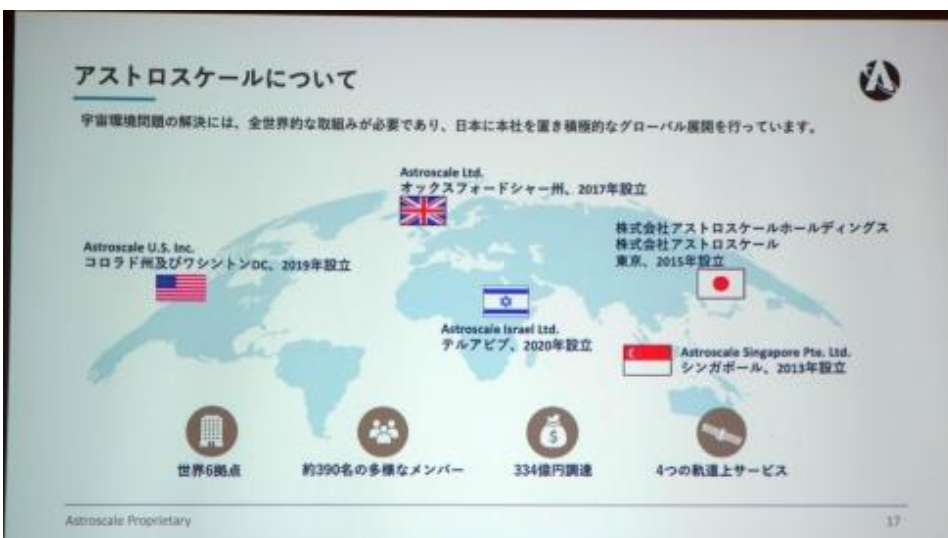 アストロスケールについて
宇宙環境問題の解決には、全世界的な取組みが必要であり、日本に本社を置き積極的なグローバル展開を行っています。
Astroscale Ltd.
オックスフォードシャー州、2017年設立
株式会社アストロスケールホールディングス
株式会社アストロスケール
東京、2015年設立
Astroscale U.S. Inc.
コロラド州及びワシントンDC、2019年設立
Astroscale Israel Ltd.
テルアビブ、2020年設立
Astroscale Singapore Pte. Ltd.
シンガポール、2013年設立
世界6拠点
約390名の多様なメンバー
334億円調達
4つの軌道上サービス
Astroscale Proprietary
17